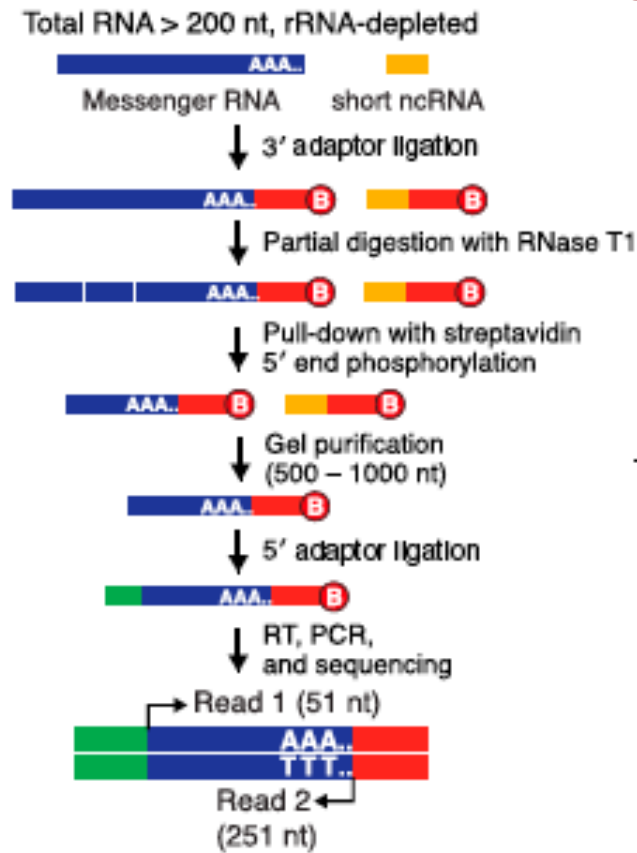 Total RNA > 200 nt, rRNA-depleted
AAA..
Messenger RNA short ncRNA
3′ adaptor ligation
AAA.. B B
Partial digestion with RNase T1
AAA.. B B
Pull-down with streptavidin
5′ end phosphorylation
AAA.. B B
Gel purification
(500 – 1000 nt)
AAA.. B
5′ adaptor ligation
AAA.. B
RT, PCR,
and sequencing
Read 1 (51 nt)
AAA..
TTT..
Read 2
(251 nt)